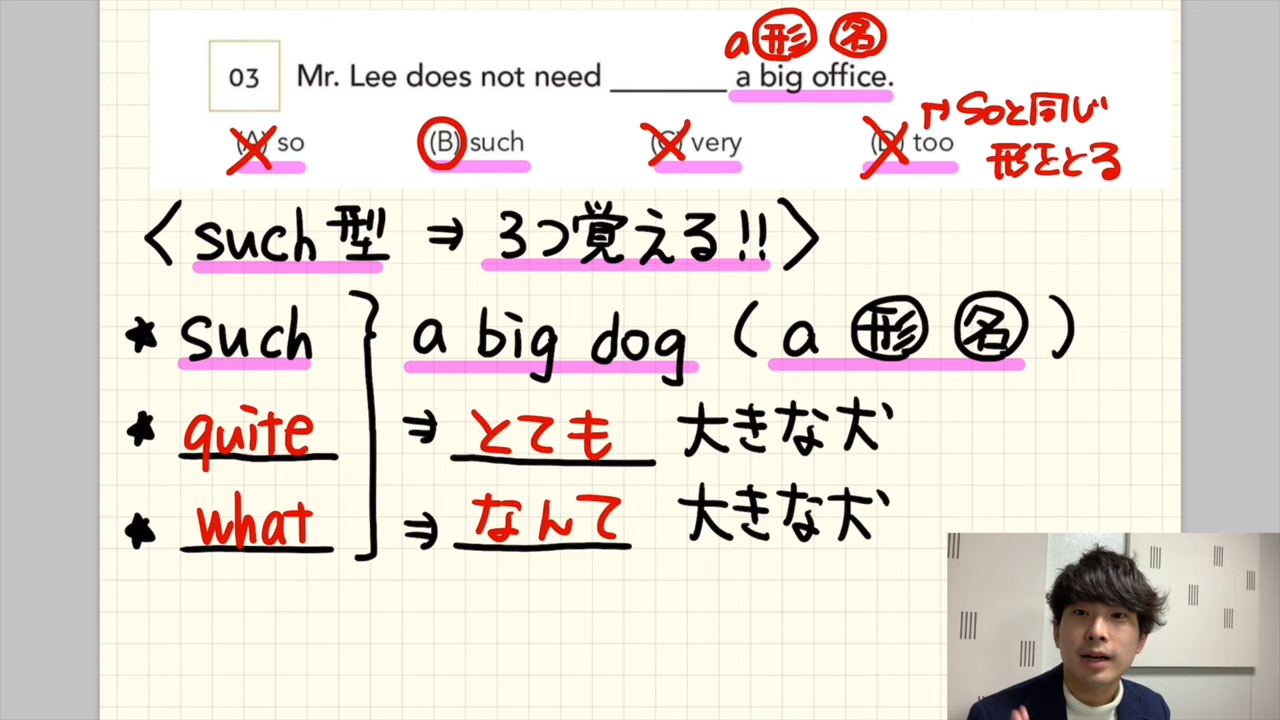 a 形 名
03 Mr. Lee does not need ________ a big office.
(A) so (B) such (C) very (D) too
↱ soと同じ
形をとる
〈such型 ⇒ 3つ覚える!!〉
★ such a big dog (a 形 名)
★ quite ⇒ とても 大きな犬
★ what ⇒ なんて 大きな犬